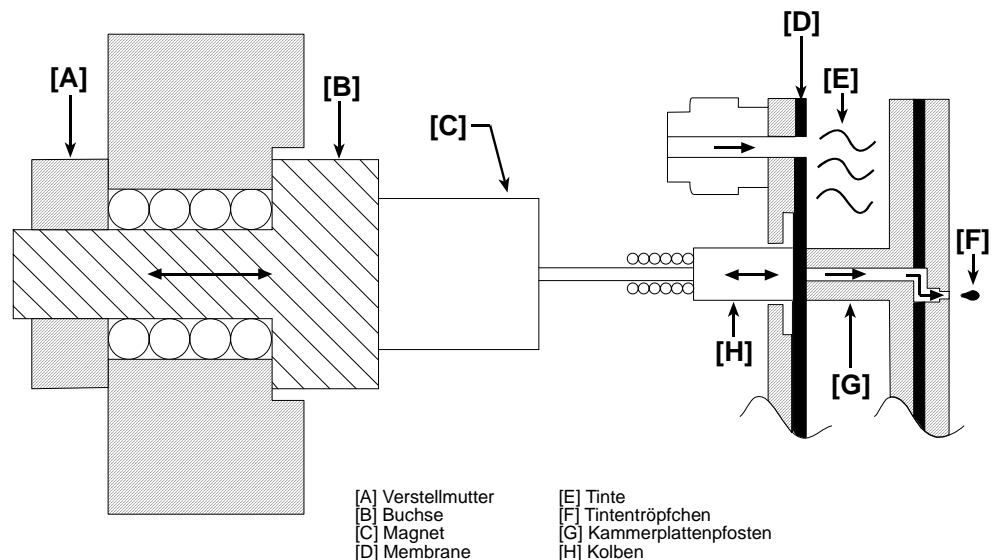 [D]
[A]
[B]
[E]
[C]
[F]
[H]
[G]
[A] Verstellmutter
[B] Buchse
[C] Magnet
[D] Membrane
[E] Tinte
[F] Tintentröpfchen
[G] Kammerplattenpfosten
[H] Kolben